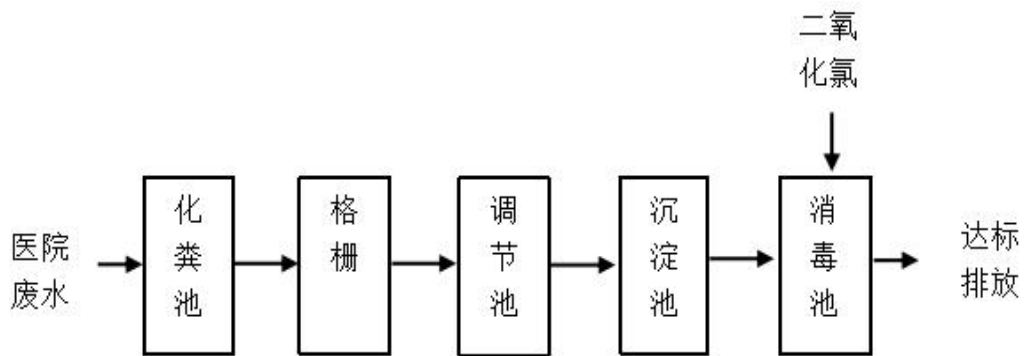 二氧
化氯
医院
废水
化
粪
池
格
栅
调
节
池
沉
淀
池
消
毒
池
达标
排放